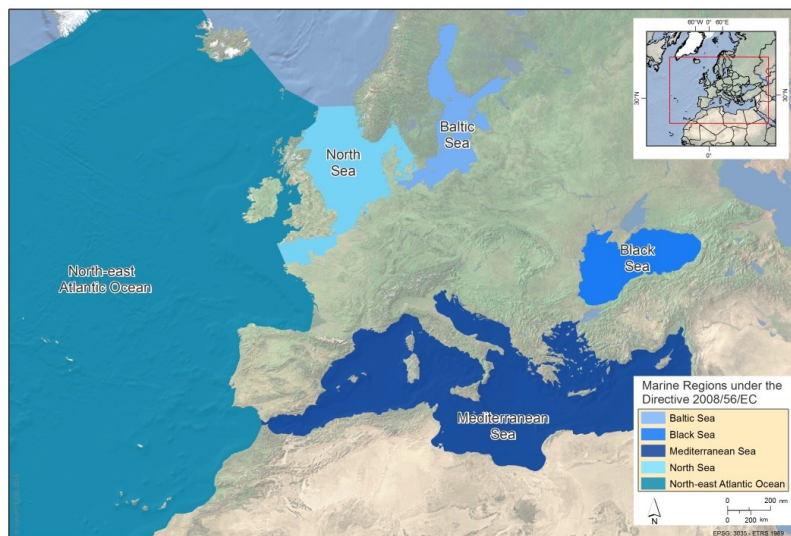 60°W 0° 60°E
30°N
30°N
0°
Baltic
Sea
North
Sea
Black
Sea
North-east
Atlantic Ocean
Mediterranean
Sea
Marine Regions under the
Directive 2008/56/EC
Baltic Sea
Black Sea
Mediterranean Sea
North Sea
North-east Atlantic Ocean
N
0 200 nm
0 200 km
EPSG: 3035 - ETRS 1989